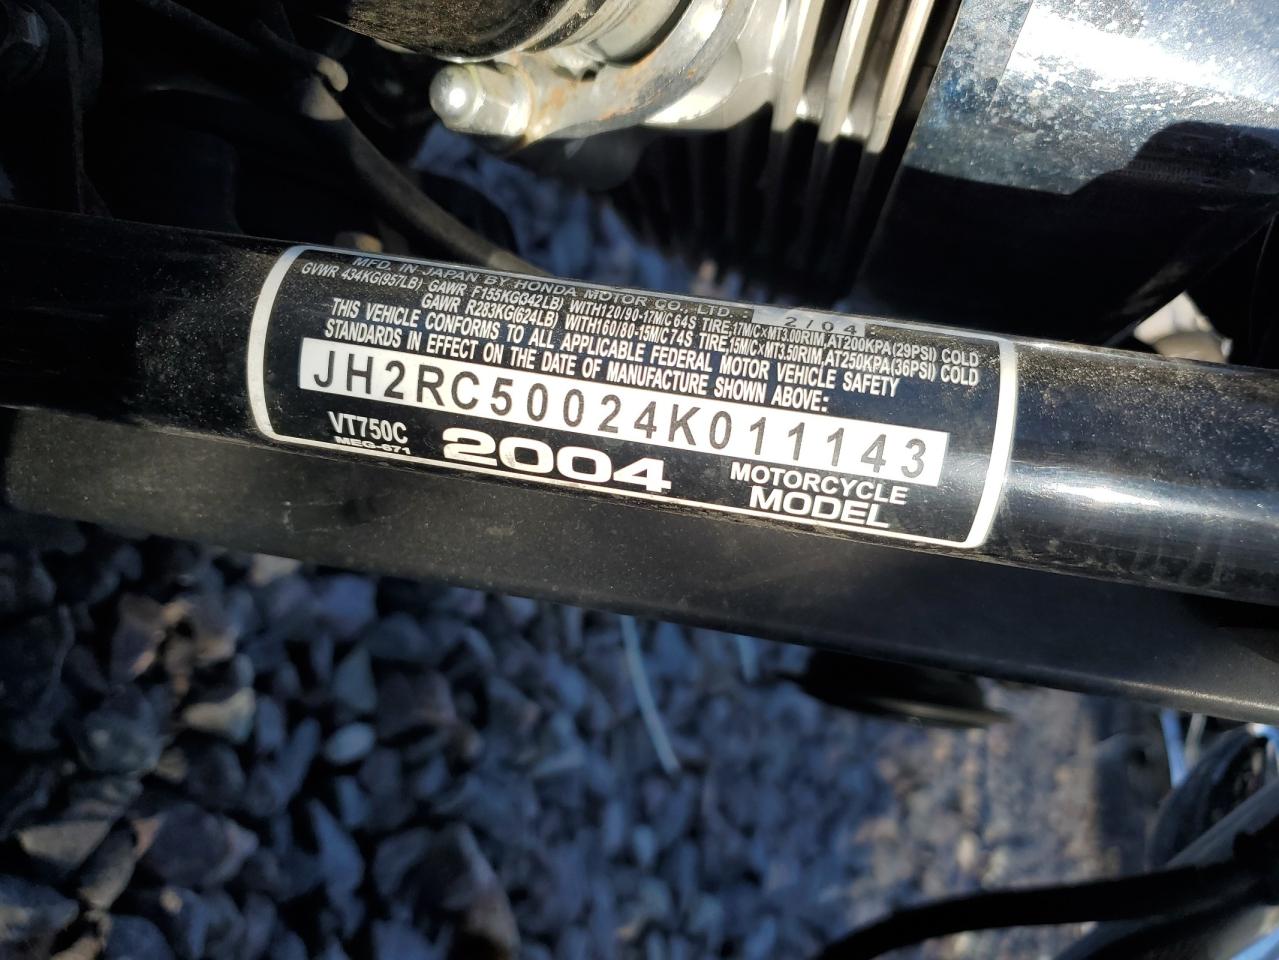 MFD. IN JAPAN BY HONDA MOTOR CO., LTD. 2/04
GVWR 434KG(957LB) GAWR F155KG(342LB) WITH120/90-17M/C 64S TIRE,17M/C×MT3.00RIM,AT200KPA(29PSI) COLD
GAWR R283KG(624LB) WITH160/80-15M/C74S TIRE,15M/C×MT3.50RIM,AT250KPA(36PSI) COLD
THIS VEHICLE CONFORMS TO ALL APPLICABLE FEDERAL MOTOR VEHICLE SAFETY
STANDARDS IN EFFECT ON THE DATE OF MANUFACTURE SHOWN ABOVE:
JH2RC50024K011143
VT750C 2004 MOTORCYCLE
MEG-671 MODEL